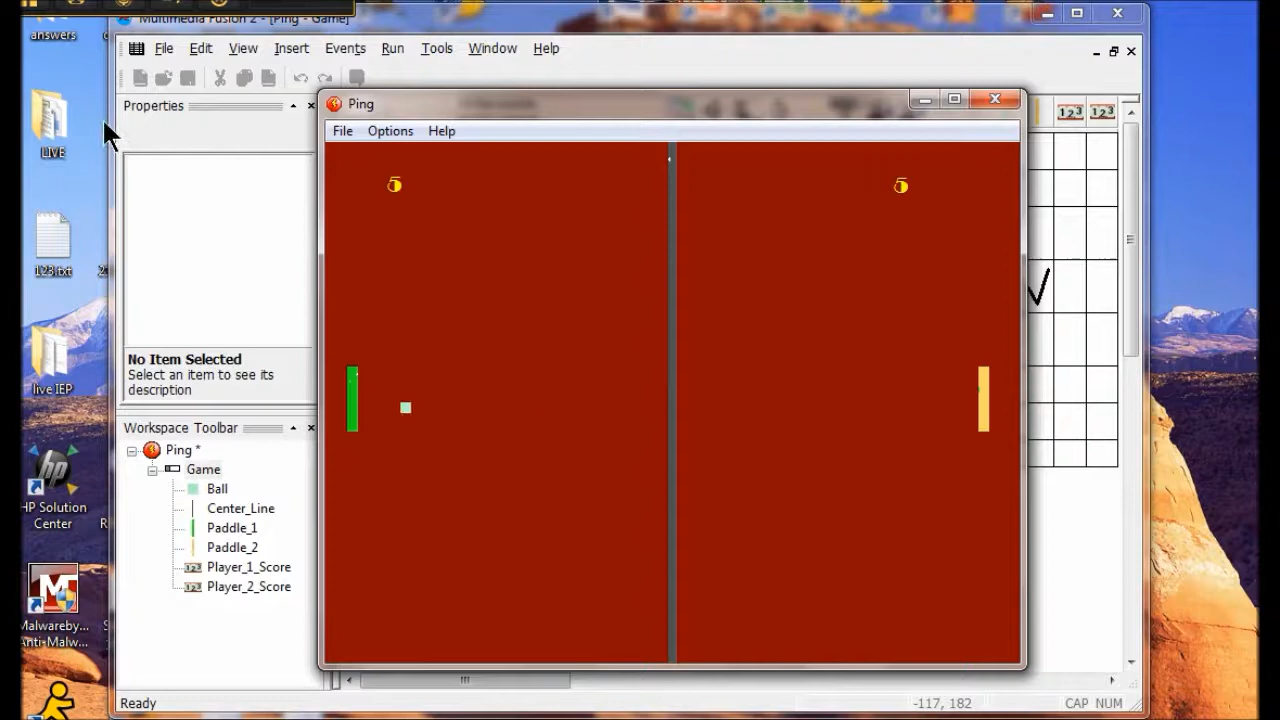 answers
Multimedia Fusion 2 - [Ping - Game]
File Edit View Insert Events Run Tools Window Help
Properties
Ping
File Options Help
LIVE
123.txt
No Item Selected
Select an item to see its
description
live IEP
Workspace Toolbar
Ping *
Game
Ball
Center_Line
Paddle_1
Paddle_2
Player_1_Score
Player_2_Score
HP Solution
Center
Malwareby...
Anti-Malw...
Ready
-117, 182
CAP NUM
123
123